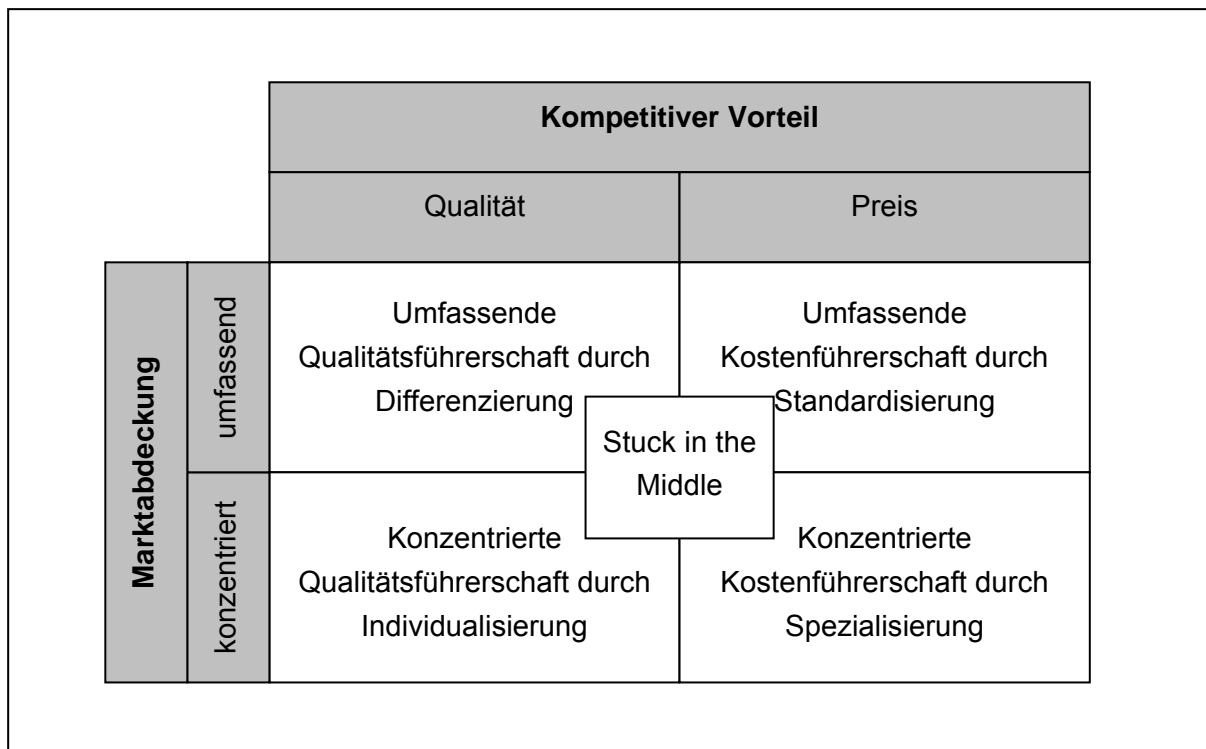 Kompetitiver Vorteil
Qualität
Preis
Marktabdeckung
umfassend
Umfassende
Qualitätsführerschaft durch
Differenzierung
Umfassende
Kostenführerschaft durch
Standardisierung
Stuck in the
Middle
konzentriert
Konzentrierte
Qualitätsführerschaft durch
Individualisierung
Konzentrierte
Kostenführerschaft durch
Spezialisierung